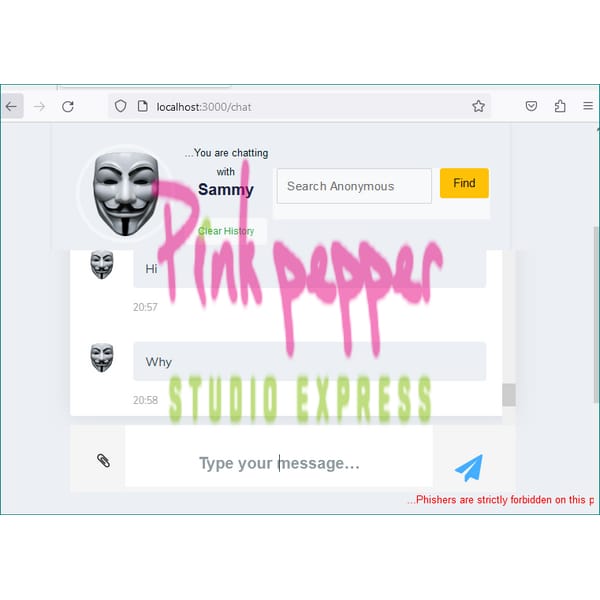 localhost:3000/chat
...You are chatting
with
Sammy
Search Anonymous
Find
Clear History
Hi
20:57
Why
20:58
Pink pepper
STUDIO EXPRESS
Type your message...
...Phishers are strictly forbidden on this p